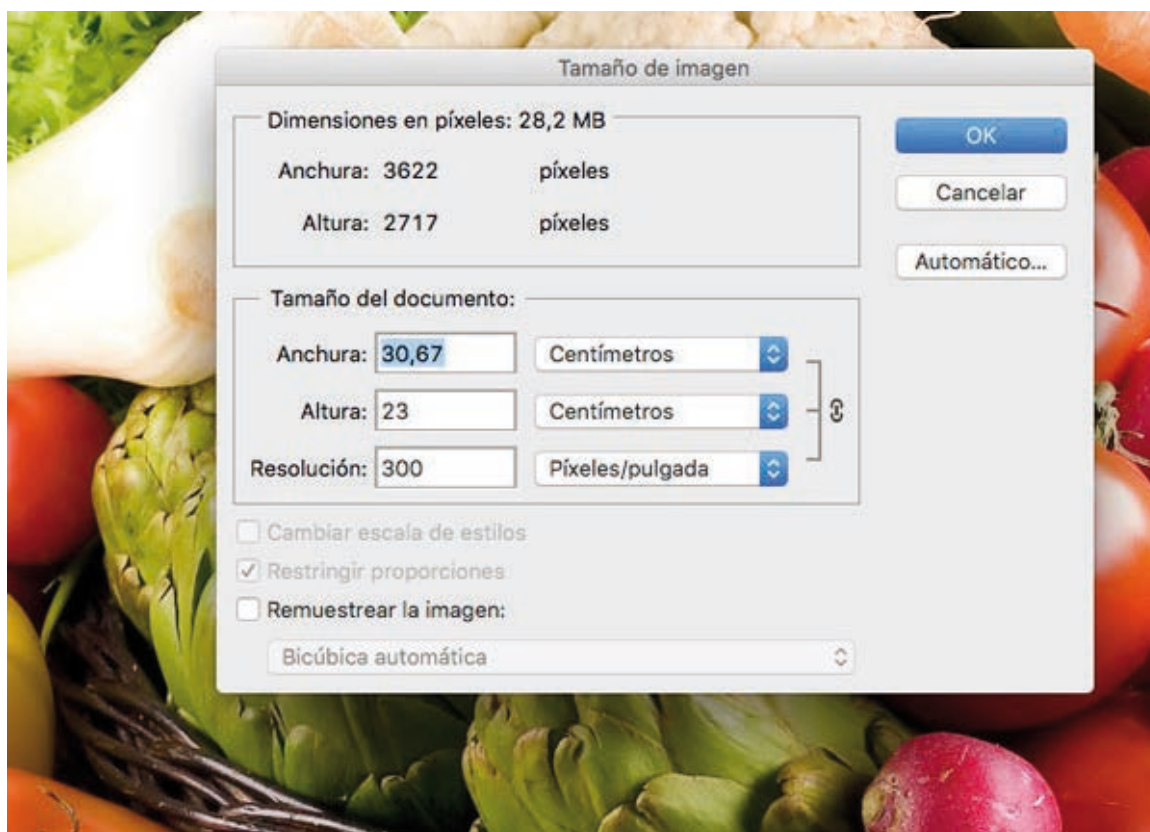 Tamaño de imagen
Dimensiones en píxeles: 28,2 MB
Anchura: 3622 píxeles
Altura: 2717 píxeles
OK
Cancelar
Automático...
Tamaño del documento:
Anchura: 30,67 Centímetros
Altura: 23 Centímetros
Resolución: 300 Píxeles/pulgada
Cambiar escala de estilos
Restringir proporciones
Remuestrear la imagen:
Bicúbica automática